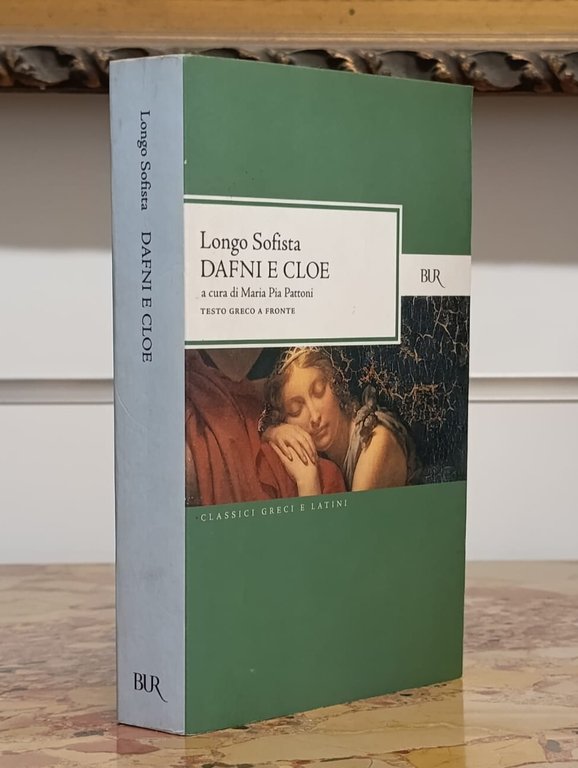 Longo Sofista DAFNI E CLOE
BUR
Longo Sofista
DAFNI E CLOE
a cura di Maria Pia Pattoni
TESTO GRECO A FRONTE
BUR
CLASSICI GRECI E LATINI